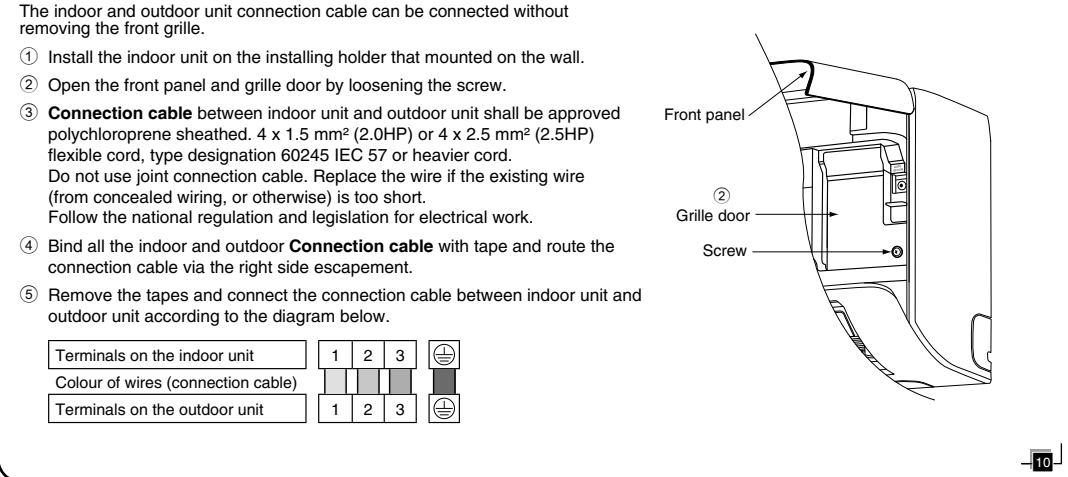 The indoor and outdoor unit connection cable can be connected without
removing the front grille.
① Install the indoor unit on the installing holder that mounted on the wall.
② Open the front panel and grille door by loosening the screw.
③ Connection cable between indoor unit and outdoor unit shall be approved
polychloroprene sheathed. 4 x 1.5 mm² (2.0HP) or 4 x 2.5 mm² (2.5HP)
flexible cord, type designation 60245 IEC 57 or heavier cord.
Do not use joint connection cable. Replace the wire if the existing wire
(from concealed wiring, or otherwise) is too short.
Follow the national regulation and legislation for electrical work.
④ Bind all the indoor and outdoor Connection cable with tape and route the
connection cable via the right side escapement.
⑤ Remove the tapes and connect the connection cable between indoor unit and
outdoor unit according to the diagram below.
Terminals on the indoor unit 1 2 3
Colour of wires (connection cable)
Terminals on the outdoor unit 1 2 3
Front panel
②
Grille door
Screw
10